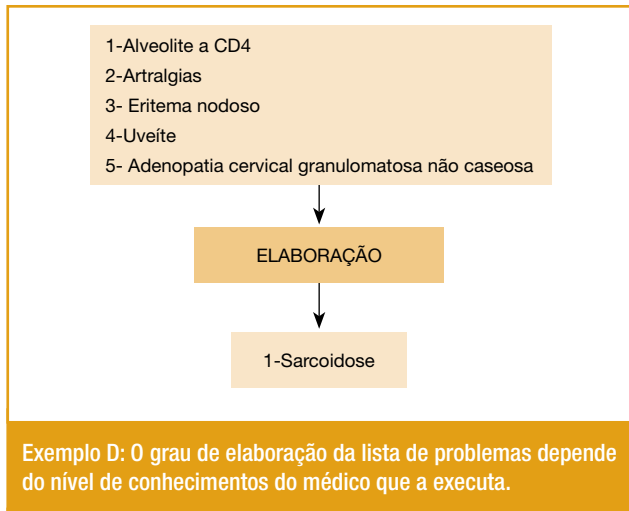 1-Alveolite a CD4
2-Artralgias
3- Eritema nodoso
4-Uveíte
5- Adenopatia cervical granulomatosa não caseosa
ELABORAÇÃO
1-Sarcoidose
Exemplo D: O grau de elaboração da lista de problemas depende
do nível de conhecimentos do médico que a executa.